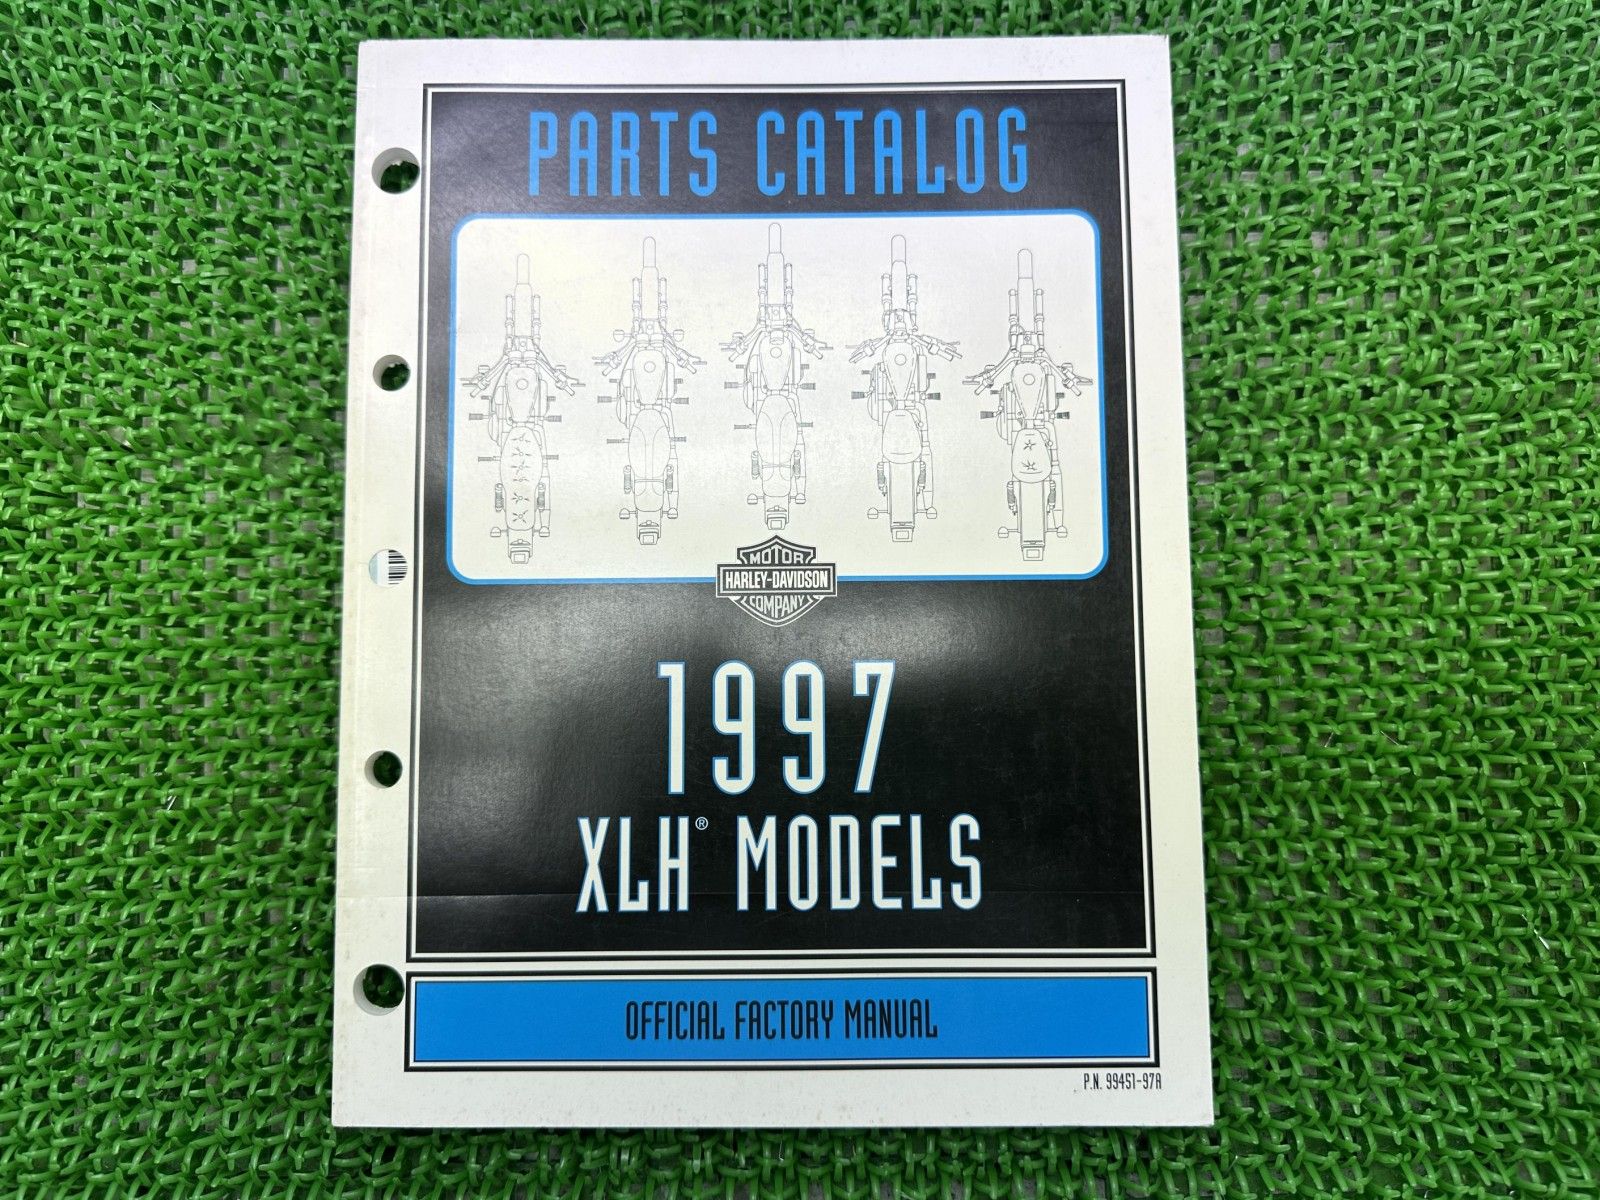 PARTS CATALOG
MOTOR
HARLEY-DAVIDSON
COMPANY
1997
XLH® MODELS
OFFICIAL FACTORY MANUAL
P.N. 99451-97A